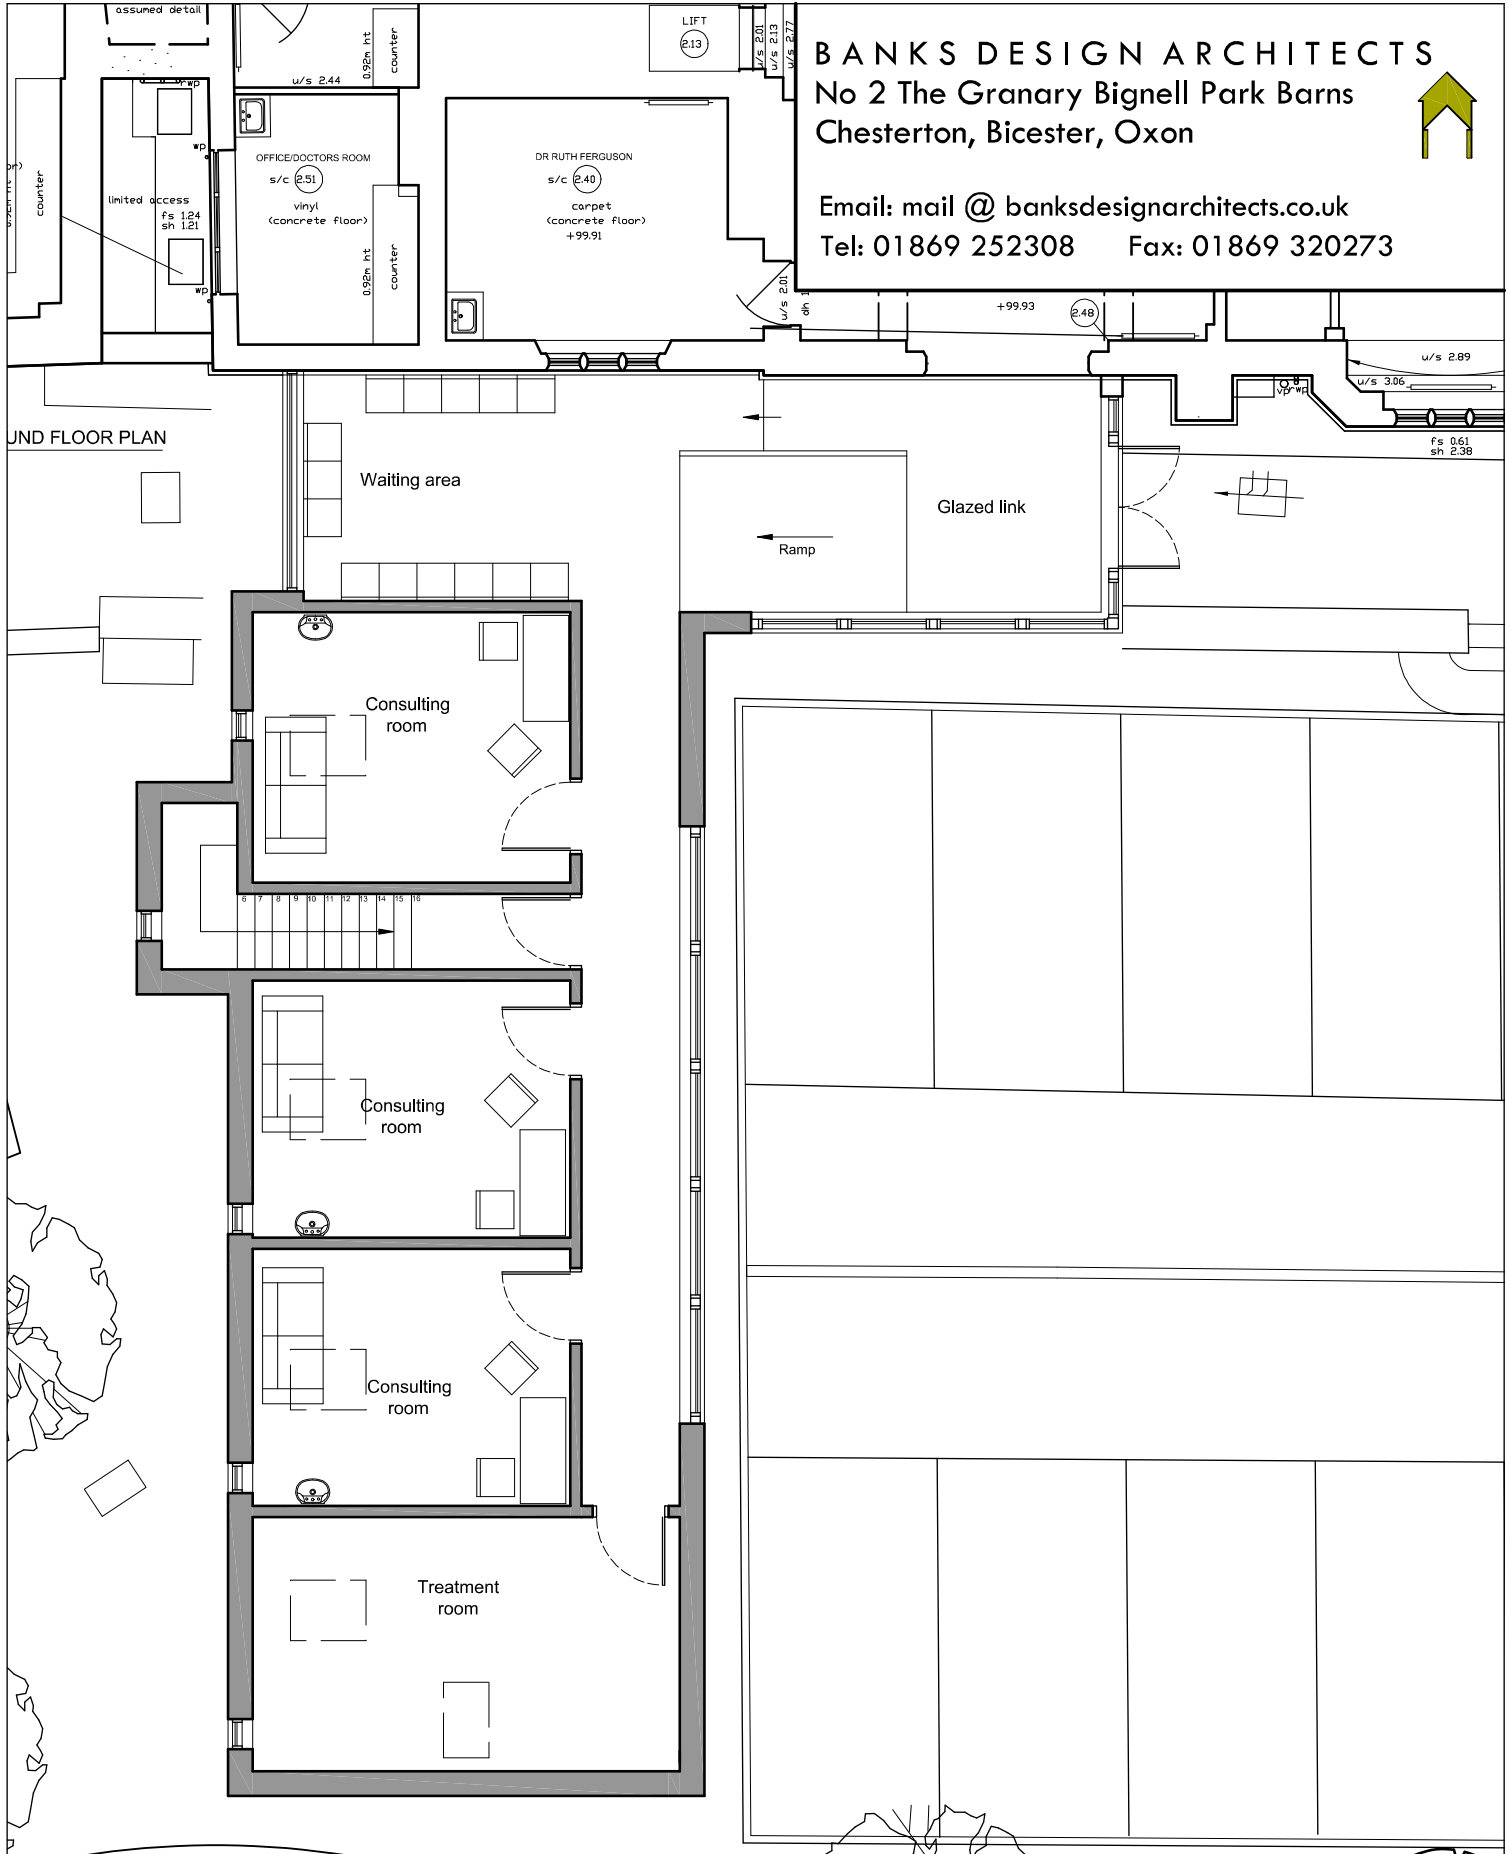 assumed detail
rwp
wp
limited access
fs 1.24
sh 1.21
wp
counter
u/s 2.44
0.92m ht
counter
OFFICE/DOCTORS ROOM
s/c 2.51
vinyl
(concrete floor)
0.92m ht
counter
DR RUTH FERGUSON
s/c 2.40
carpet
(concrete floor)
+99.91
LIFT
2.13
u/s 2.01
u/s 2.13
u/s 2.77
BANKS DESIGN ARCHITECTS
No 2 The Granary Bignell Park Barns
Chesterton, Bicester, Oxon
Email: mail @ banksdesignarchitects.co.uk
Tel: 01869 252308 Fax: 01869 320273
u/s 2.01
dh 1
+99.93
2.48
u/s 2.89
u/s 3.06
vp
rwp
fs 0.61
sh 2.38
UND FLOOR PLAN
Waiting area
Glazed link
Ramp
Consulting
room
6 7 8 9 10 11 12 13 14 15 16
Consulting
room
Consulting
room
Treatment
room